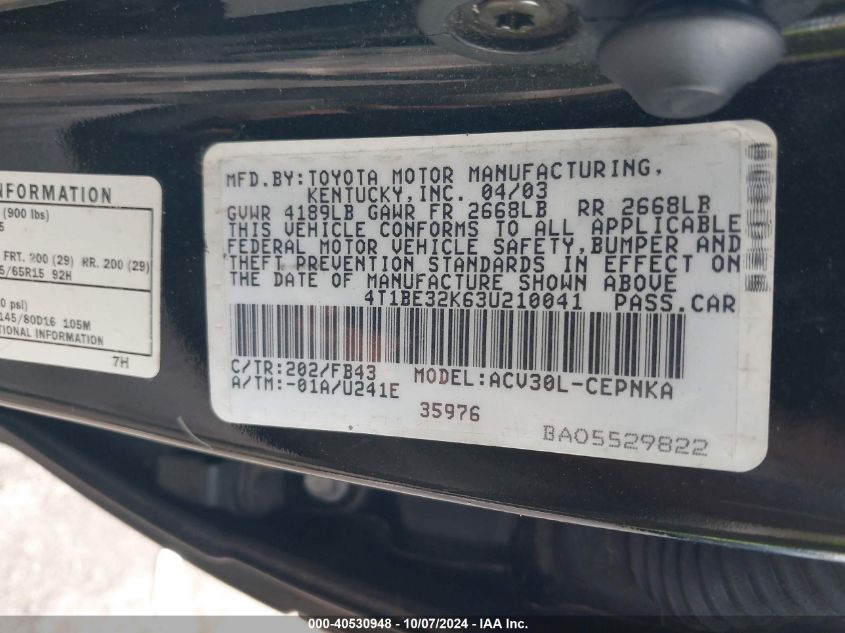 NFORMATION
(900 lbs)
5
FRT. 200 (29) RR. 200 (29)
5/65R15 92H
0 psi)
145/80D16 105M
TIONAL INFORMATION
7H
MFD.BY:TOYOTA MOTOR MANUFACTURING,
KENTUCKY,INC. 04/03
GVWR 4189LB GAWR FR 2668LB RR 2668LB
THIS VEHICLE CONFORMS TO ALL APPLICABLE
FEDERAL MOTOR VEHICLE SAFETY,BUMPER AND
THEFT PREVENTION STANDARDS IN EFFECT ON
THE DATE OF MANUFACTURE SHOWN ABOVE
4T1BE32K63U210041 PASS.CAR
C/TR:202/FB43 MODEL:ACV30L-CEPNKA
A/TM:-01A/U241E
35976
BA05529822
000-40530948 - 10/07/2024 - IAA, Inc.